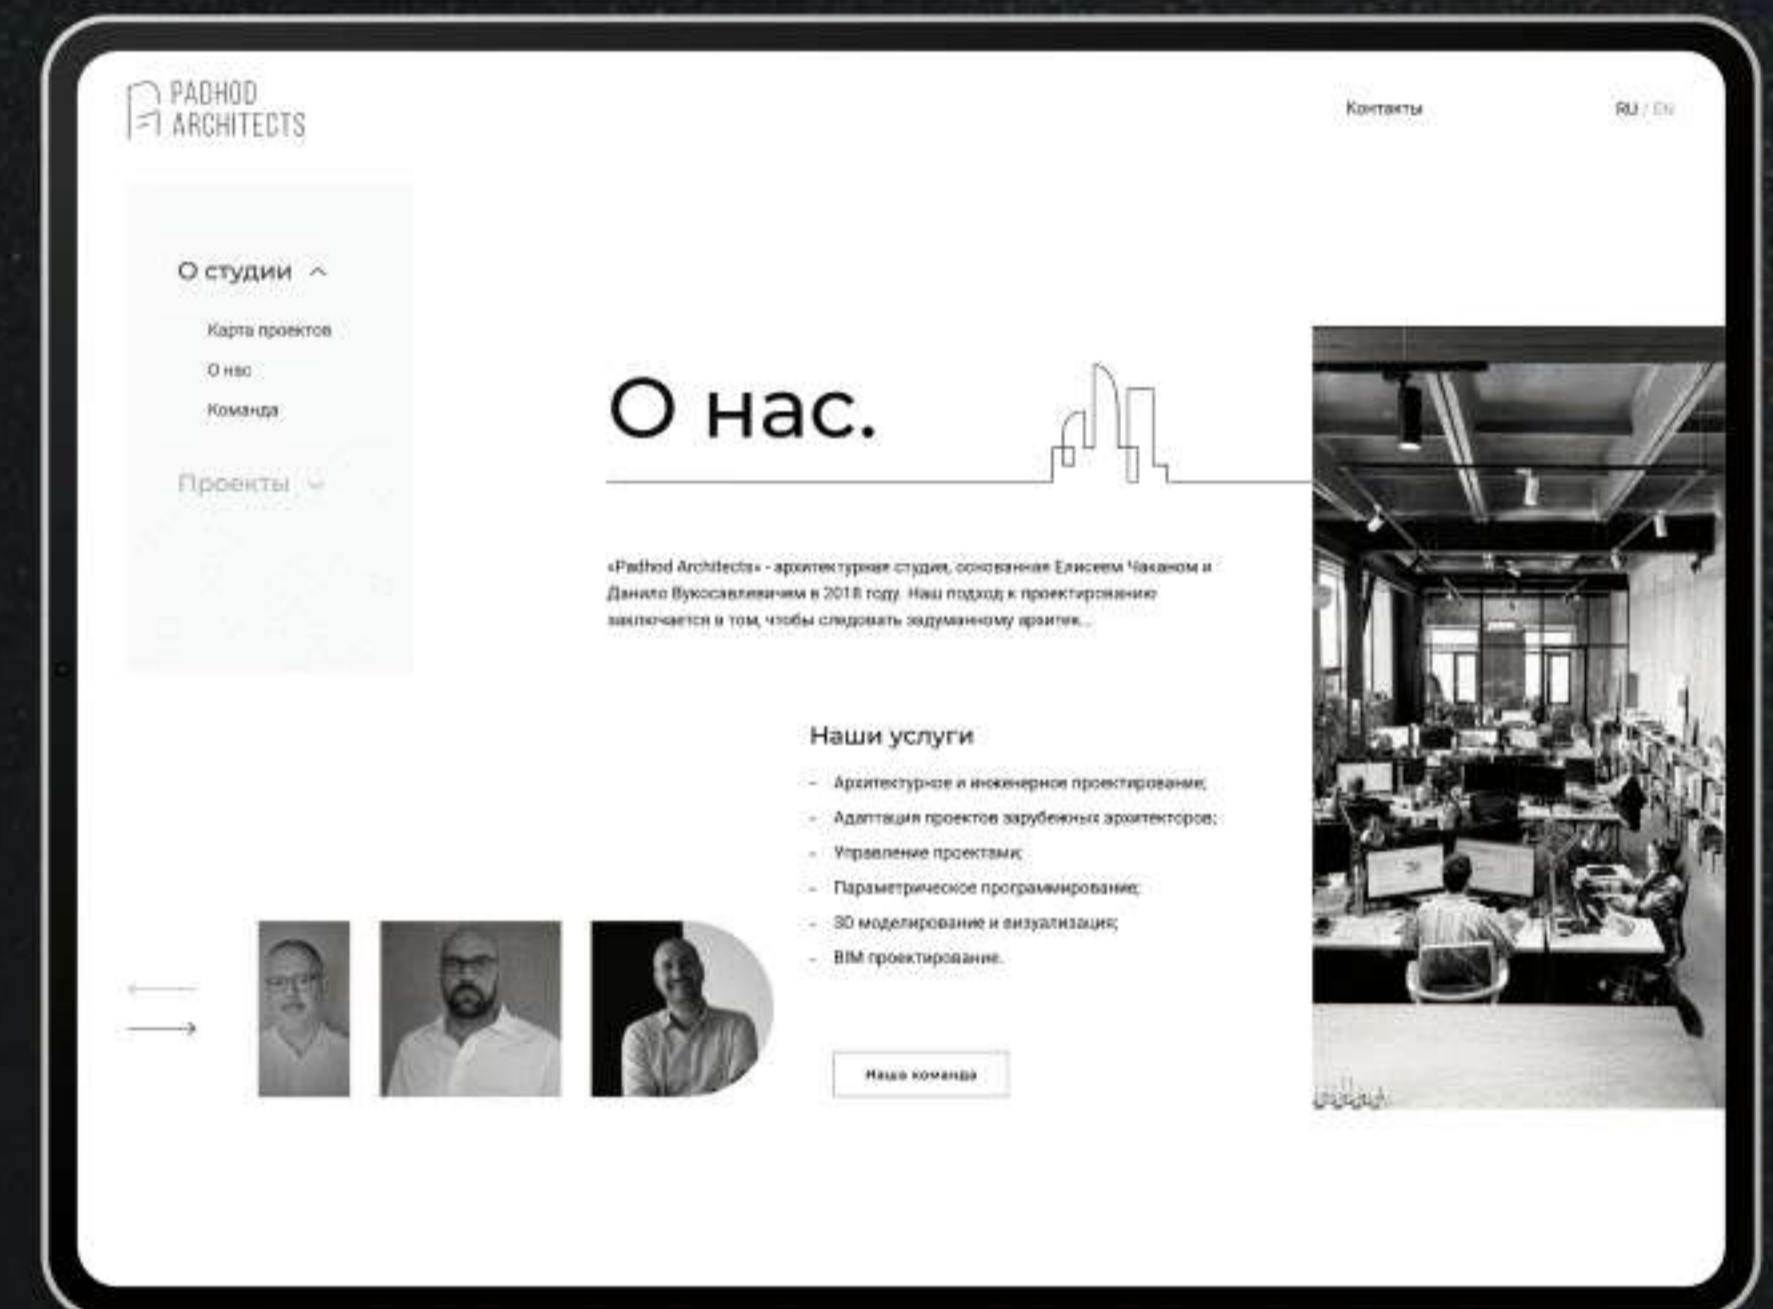 PADHOD
ARCHITECTS
Контакты
RU / EN
О студии
Карта проектов
О нас
Команда
Проекты
О нас.
«Padhod Architects» - архитектурная студия, основанная Елисеем Чаканом и
Данило Вукосавлевичем в 2018 году. Наш подход к проектированию
заключается в том, чтобы следовать задуманному архитек...
Наши услуги
- Архитектурное и инженерное проектирование;
- Адаптация проектов зарубежных архитекторов;
- Управление проектами;
- Параметрическое программирование;
- 3D моделирование и визуализация;
- BIM проектирование.
Наша команда